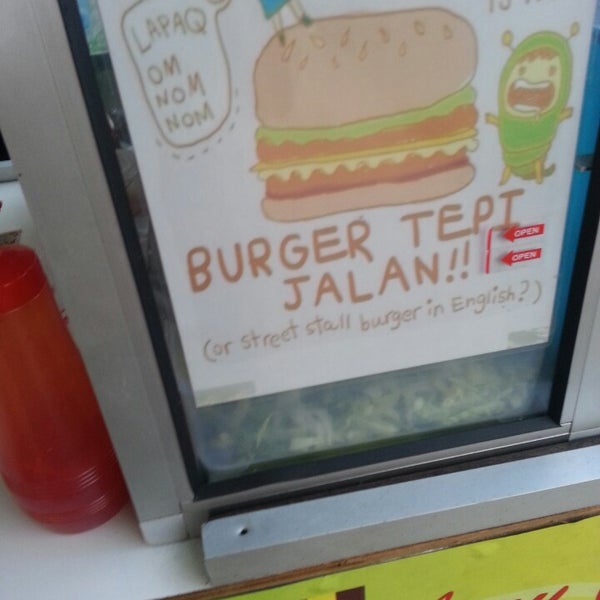 LAPAQ
OM
NOM
NOM
BURGER TEPI
JALAN!!
OPEN
OPEN
(or street stall burger in English?)